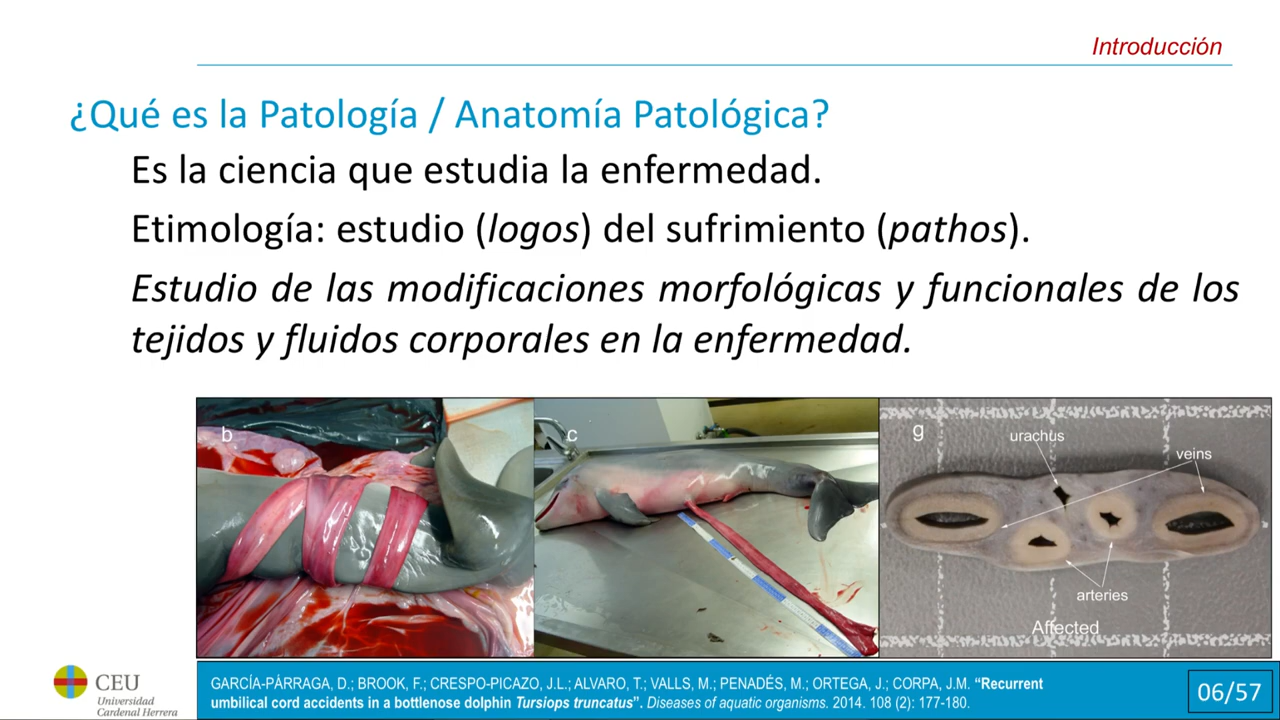 Introducción
¿Qué es la Patología / Anatomía Patológica?
Es la ciencia que estudia la enfermedad.
Etimología: estudio (logos) del sufrimiento (pathos).
Estudio de las modificaciones morfológicas y funcionales de los
tejidos y fluidos corporales en la enfermedad.
b
c
g
urachus
veins
arteries
Affected
CEU
Universidad
Cardenal Herrera
GARCÍA-PÁRRAGA, D.; BROOK, F.; CRESPO-PICAZO, J.L.; ALVARO, T.; VALLS, M.; PENADÉS, M.; ORTEGA, J.; CORPA, J.M. “Recurrent
umbilical cord accidents in a bottlenose dolphin Tursiops truncatus”. Diseases of aquatic organisms. 2014. 108 (2): 177-180.
06/57